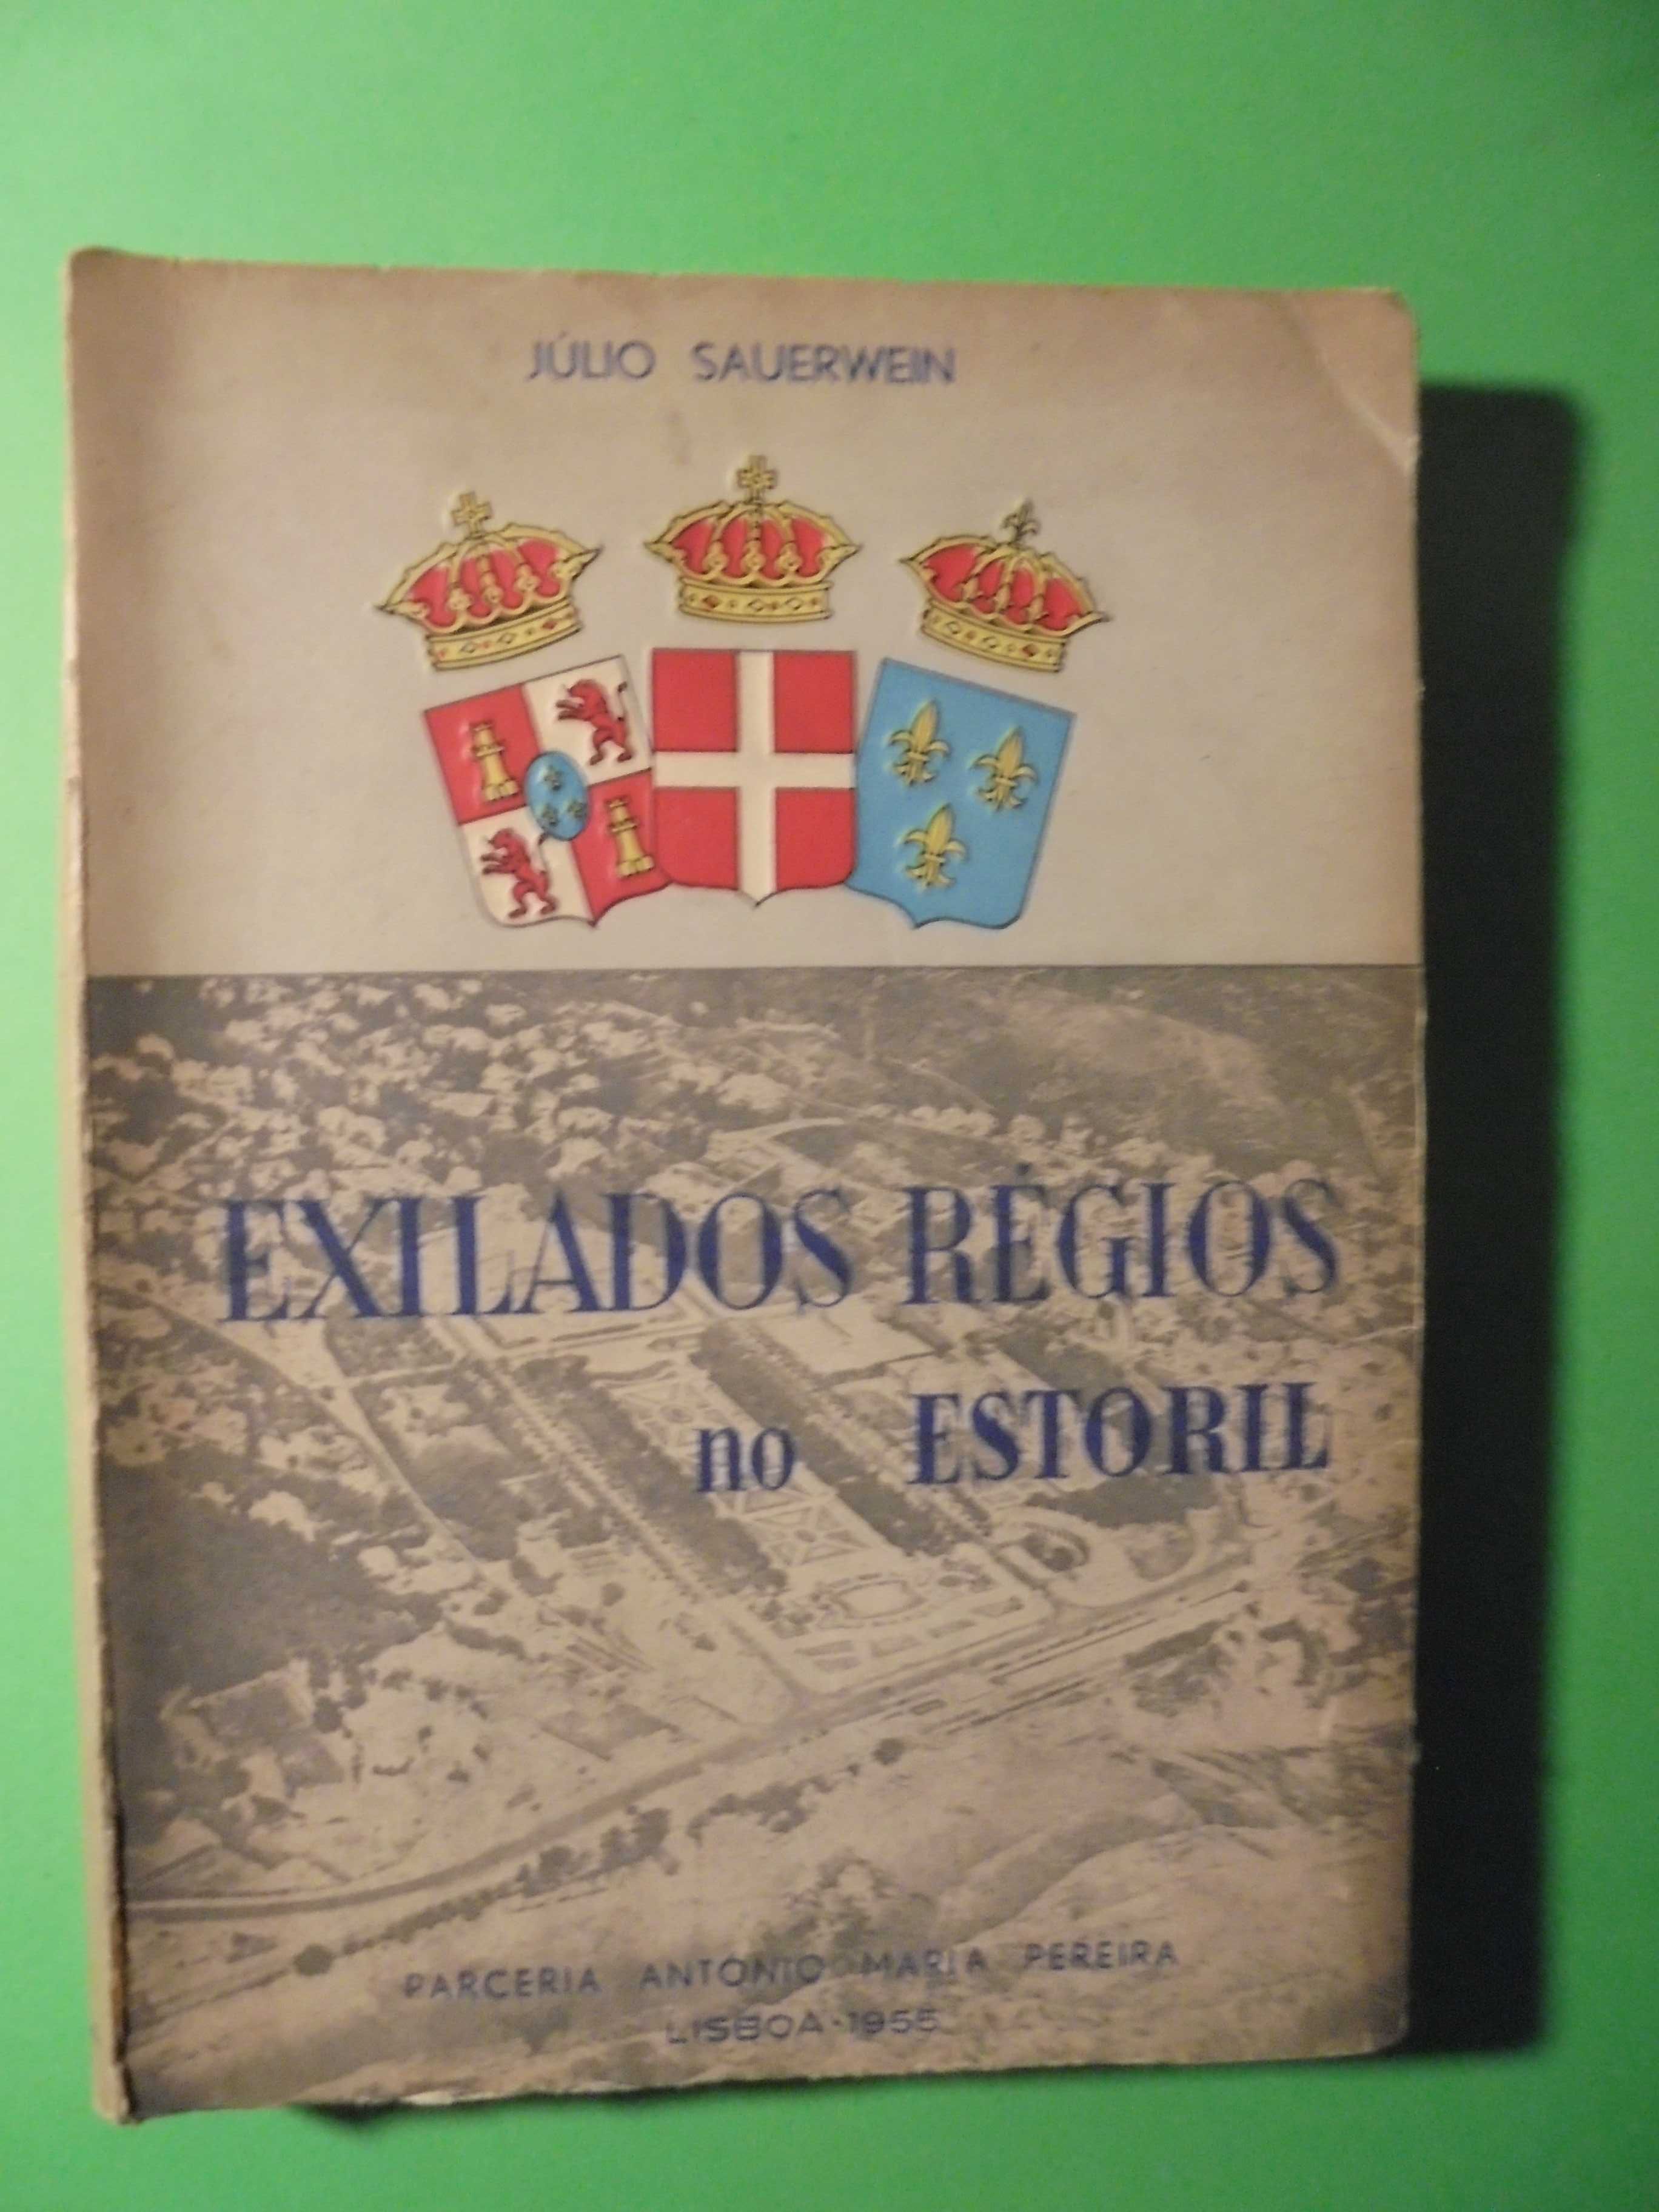 JÚLIO SAUERWEIN
EXILADOS RÉGIOS
no ESTORIL
PARCERIA ANTÓNIO MARIA PEREIRA
LISBOA-1955